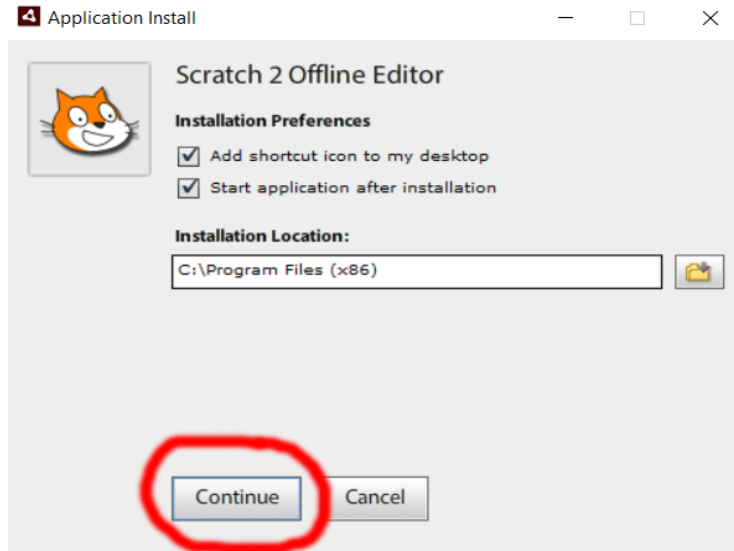 Application Install
Scratch 2 Offline Editor
Installation Preferences
Add shortcut icon to my desktop
Start application after installation
Installation Location:
C:\Program Files (x86)
Continue Cancel